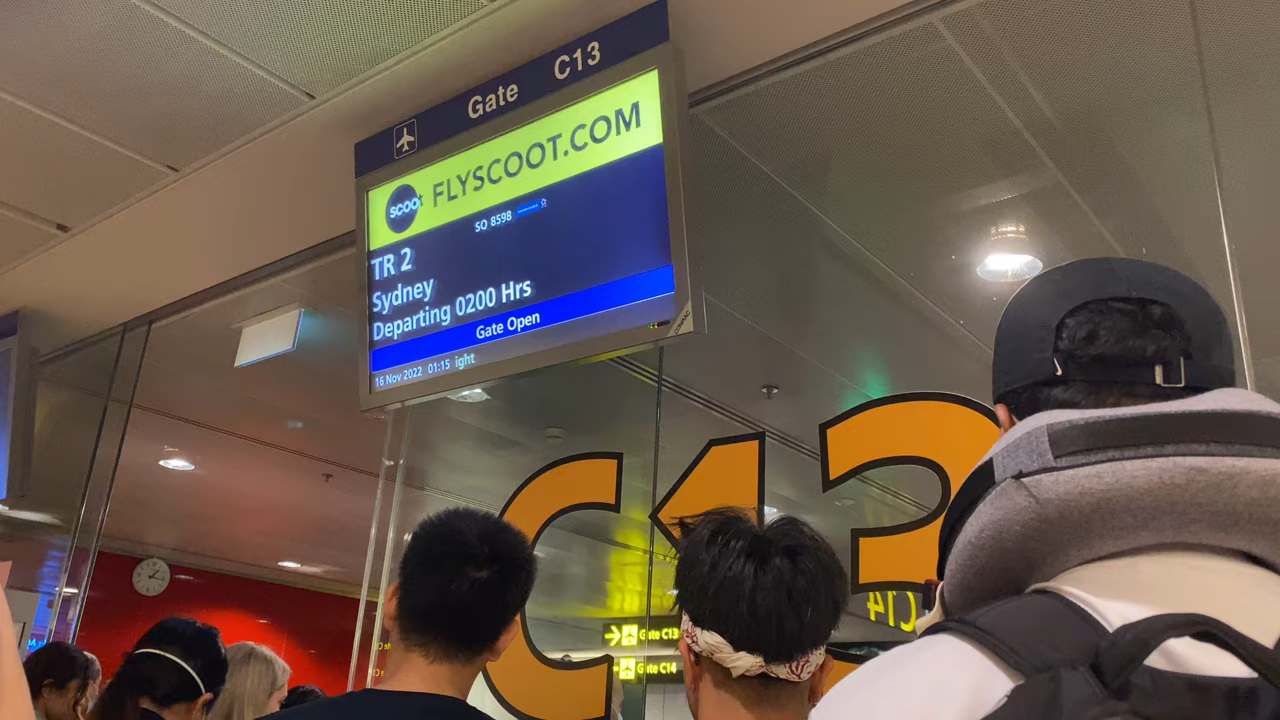 Gate C13
scoot FLYSCOOT.COM
SQ 8598
TR 2
Sydney
Departing 0200 Hrs
Gate Open
16 Nov 2022 01:15 ight
C13
C14
Gate C13
Gate C14